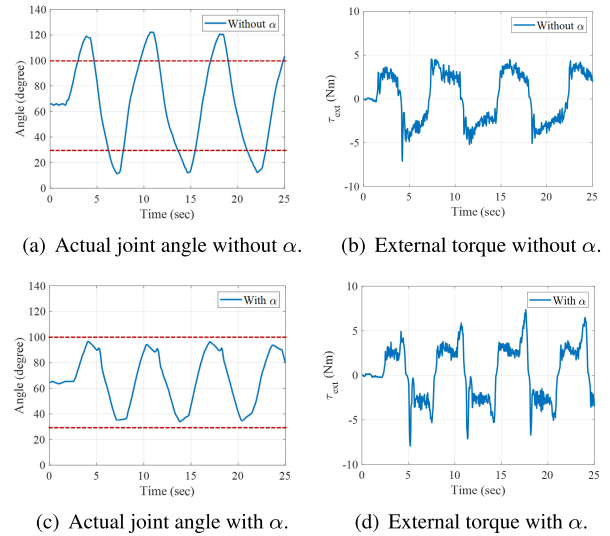 Without α
Angle (degree)
140
120
100
80
60
40
20
0
0 5 10 15 20 25
Time (sec)
(a) Actual joint angle without α.
Without α
τext (Nm)
10
5
0
-5
-10
0 5 10 15 20 25
Time (sec)
(b) External torque without α.
With α
Angle (degree)
140
120
100
80
60
40
20
0
0 5 10 15 20 25
Time (sec)
(c) Actual joint angle with α.
With α
τext (Nm)
10
5
0
-5
-10
0 5 10 15 20 25
Time (sec)
(d) External torque with α.